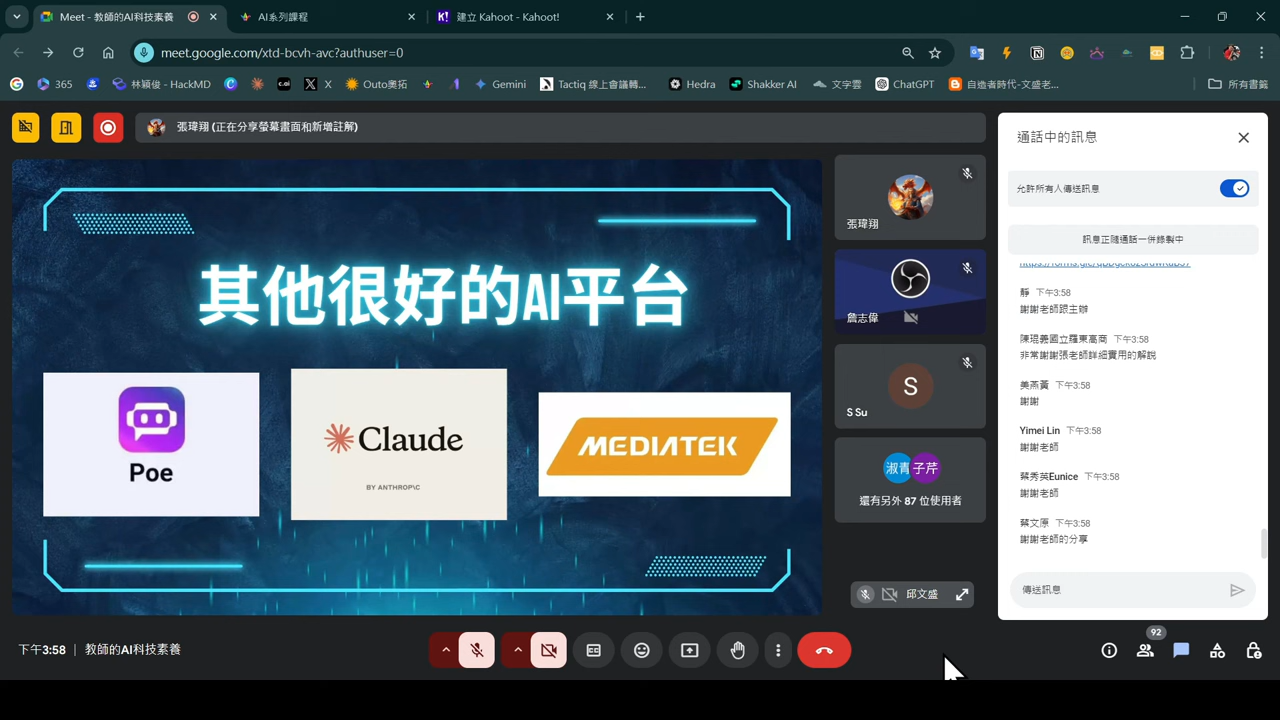 Meet - 教師的AI科技素養
AI系列課程
K!
建立 Kahoot - Kahoot!
meet.google.com/xtd-bcvh-avc?authuser=0
365
林穎俊 - HackMD
c.ai
X
Outo奧拓
Gemini
Tactiq 線上會議轉...
Hedra
Shakker AI
文字雲
ChatGPT
自造者時代-文盛老...
所有書籤
張瑋翔 (正在分享螢幕畫面和新增註解)
其他很好的AI平台
Poe
Claude
BY ANTHROP\C
MEDIATEK
張瑋翔
詹志偉
S
S Su
淑青
子芹
還有另外 87 位使用者
邱文盛
通話中的訊息
允許所有人傳送訊息
訊息正隨通話一併錄製中
靜 下午3:58
謝謝老師跟主辦
陳琨義國立羅東高商 下午3:58
非常謝謝張老師詳細實用的解說
美燕黃 下午3:58
謝謝
Yimei Lin 下午3:58
謝謝老師
蔡秀英Eunice 下午3:58
謝謝老師
蔡文原 下午3:58
謝謝老師的分享
傳送訊息
下午3:58 | 教師的AI科技素養
92